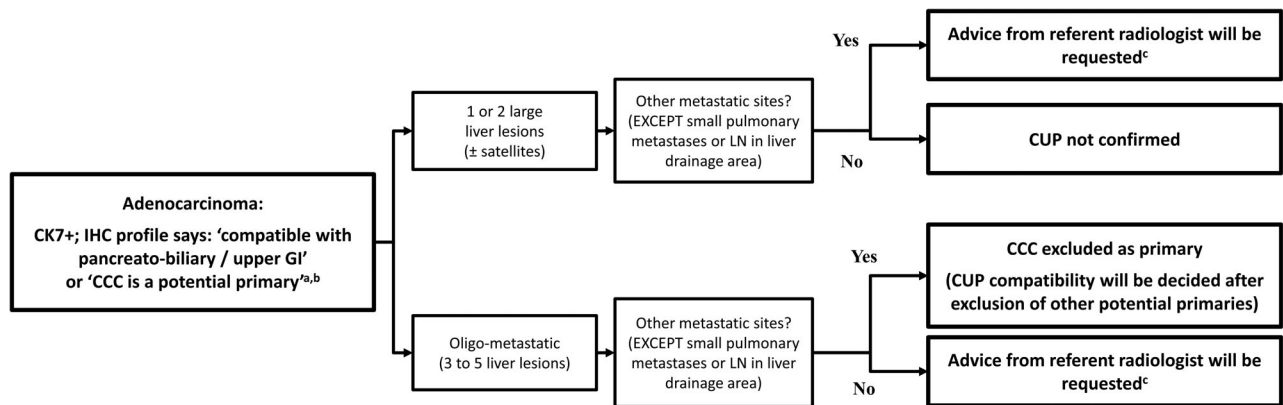 Adenocarcinoma:
CK7+; IHC profile says: ‘compatible with
pancreato-biliary / upper GI’
or ‘CCC is a potential primary’a,b
1 or 2 large
liver lesions
(± satellites)
Other metastatic sites?
(EXCEPT small pulmonary
metastases or LN in liver
drainage area)
Yes
No
Advice from referent radiologist will be
requestedc
CUP not confirmed
Oligo-metastatic
(3 to 5 liver lesions)
Other metastatic sites?
(EXCEPT small pulmonary
metastases or LN in liver
drainage area)
Yes
No
CCC excluded as primary
(CUP compatibility will be decided after
exclusion of other potential primaries)
Advice from referent radiologist will be
requestedc